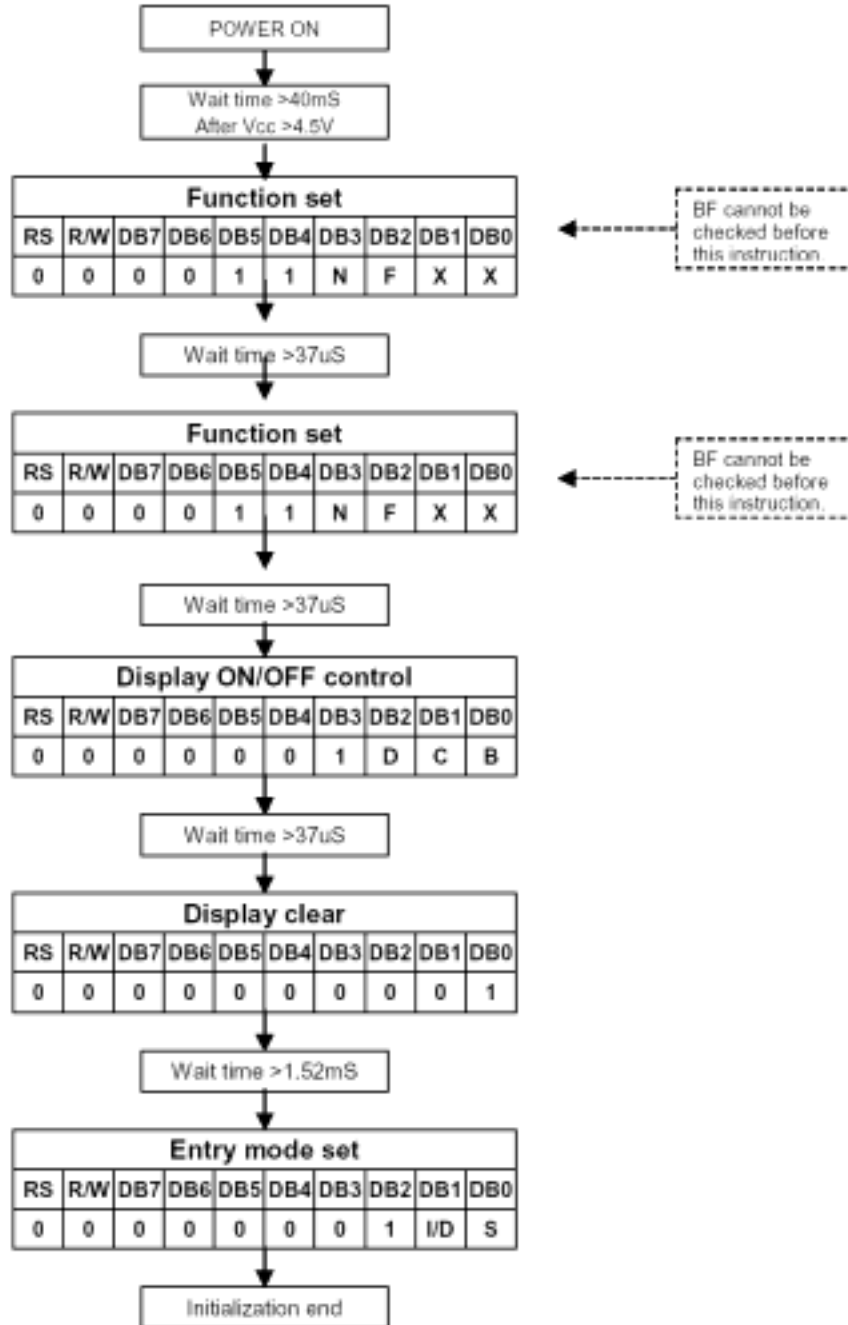 POWER ON
Wait time >40mS
After Vcc >4.5V
Function set
RS R/W DB7 DB6 DB5 DB4 DB3 DB2 DB1 DB0
0 0 0 0 1 1 N F X X
BF cannot be
checked before
this instruction.
Wait time >37uS
Function set
RS R/W DB7 DB6 DB5 DB4 DB3 DB2 DB1 DB0
0 0 0 0 1 1 N F X X
BF cannot be
checked before
this instruction.
Wait time >37uS
Display ON/OFF control
RS R/W DB7 DB6 DB5 DB4 DB3 DB2 DB1 DB0
0 0 0 0 0 0 1 D C B
Wait time >37uS
Display clear
RS R/W DB7 DB6 DB5 DB4 DB3 DB2 DB1 DB0
0 0 0 0 0 0 0 0 0 1
Wait time >1.52mS
Entry mode set
RS R/W DB7 DB6 DB5 DB4 DB3 DB2 DB1 DB0
0 0 0 0 0 0 0 1 I/D S
Initialization end